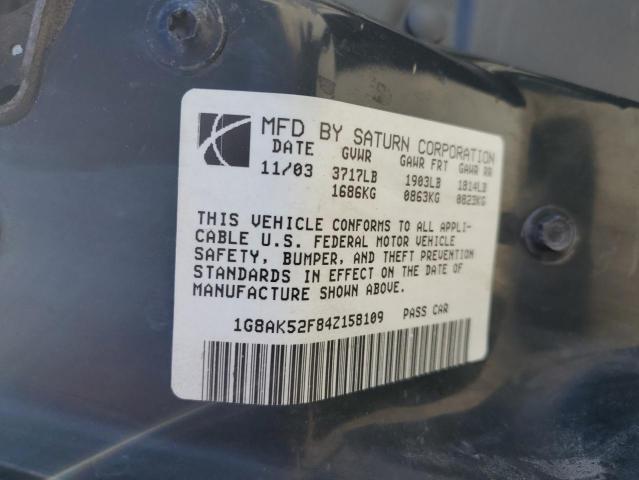 MFD BY SATURN CORPORATION
DATE GVWR GAWR FRT GAWR RR
11/03 3717LB 1903LB 1814LB
1686KG 0863KG 0823KG
THIS VEHICLE CONFORMS TO ALL APPLI-
CABLE U.S. FEDERAL MOTOR VEHICLE
SAFETY, BUMPER, AND THEFT PREVENTION
STANDARDS IN EFFECT ON THE DATE OF
MANUFACTURE SHOWN ABOVE.
1G8AK52F84Z158109 PASS CAR